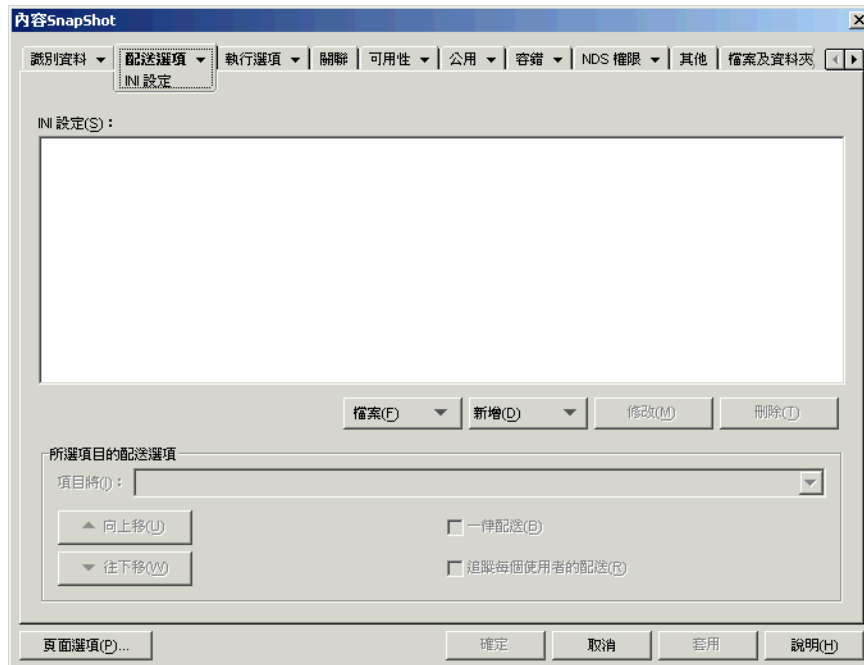 內容SnapShot
識別資料 配送選項 執行選項 關聯 可用性 公用 容錯 NDS 權限 其他 檔案及資料夾
INI 設定
INI 設定(S)：
檔案(F) 新增(D) 修改(M) 刪除(T)
所選項目的配送選項
項目將(I)：
向上移(U) 一律配送(B)
往下移(W) 追蹤每個使用者的配送(R)
頁面選項(P)... 確定 取消 套用 說明(H)